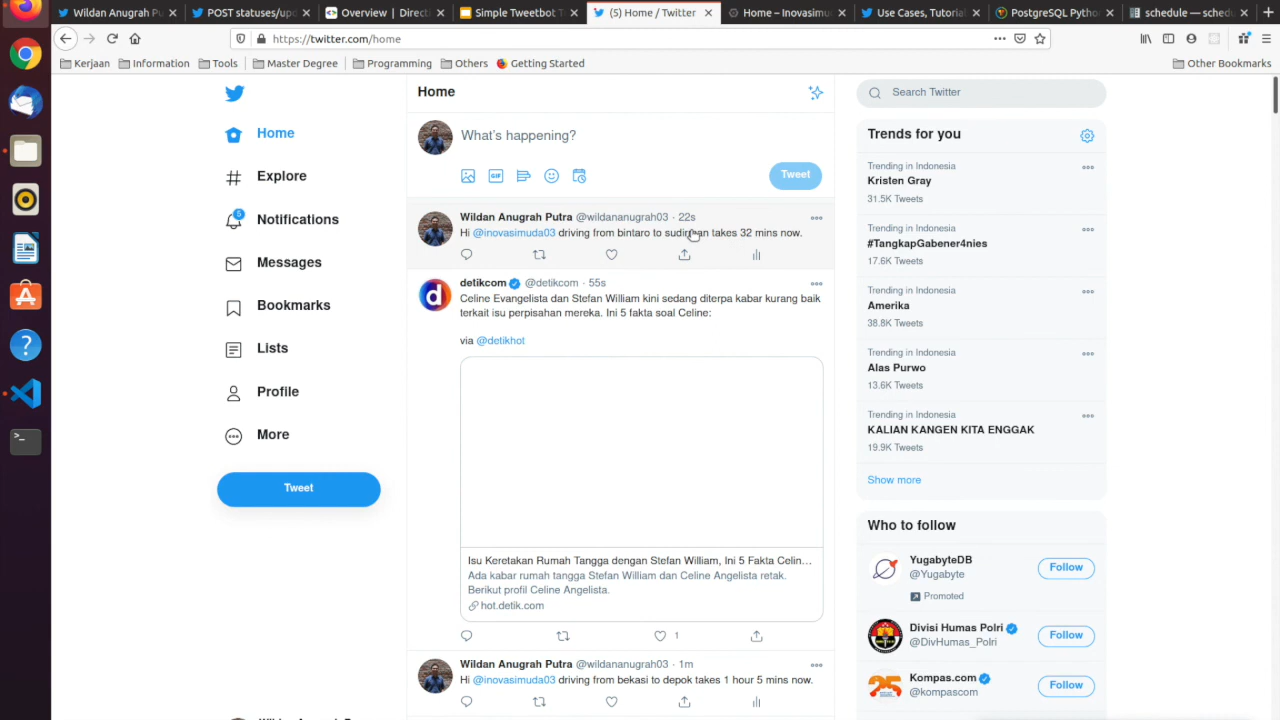 Wildan Anugrah Pu
POST statuses/up
Overview | Direct
Simple Tweetbot T
(5) Home / Twitter
Home – Inovasimu
Use Cases, Tutorial
PostgreSQL Python
schedule — sched
https://twitter.com/home
Kerjaan
Information
Tools
Master Degree
Programming
Others
Getting Started
Other Bookmarks
Home
Explore
5
Notifications
Messages
Bookmarks
Lists
Profile
More
Tweet
Home
What's happening?
GIF
Tweet
Wildan Anugrah Putra @wildananugrah03 · 22s
Hi @inovasimuda03 driving from bintaro to sudirman takes 32 mins now.
detikcom @detikcom · 55s
Celine Evangelista dan Stefan William kini sedang diterpa kabar kurang baik
terkait isu perpisahan mereka. Ini 5 fakta soal Celine:
via @detikhot
d
Isu Keretakan Rumah Tangga dengan Stefan William, Ini 5 Fakta Celin...
Ada kabar rumah tangga Stefan William dan Celine Angelista retak.
Berikut profil Celine Angelista.
hot.detik.com
1
Wildan Anugrah Putra @wildananugrah03 · 1m
Hi @inovasimuda03 driving from bekasi to depok takes 1 hour 5 mins now.
Search Twitter
Trends for you
Trending in Indonesia
Kristen Gray
31.5K Tweets
Trending in Indonesia
#TangkapGabener4nies
17.6K Tweets
Trending in Indonesia
Amerika
38.8K Tweets
Trending in Indonesia
Alas Purwo
13.6K Tweets
Trending in Indonesia
KALIAN KANGEN KITA ENGGAK
19.9K Tweets
Show more
Who to follow
YugabyteDB
@Yugabyte
Promoted
Follow
Divisi Humas Polri
@DivHumas_Polri
Follow
Kompas.com
@kompascom
Follow